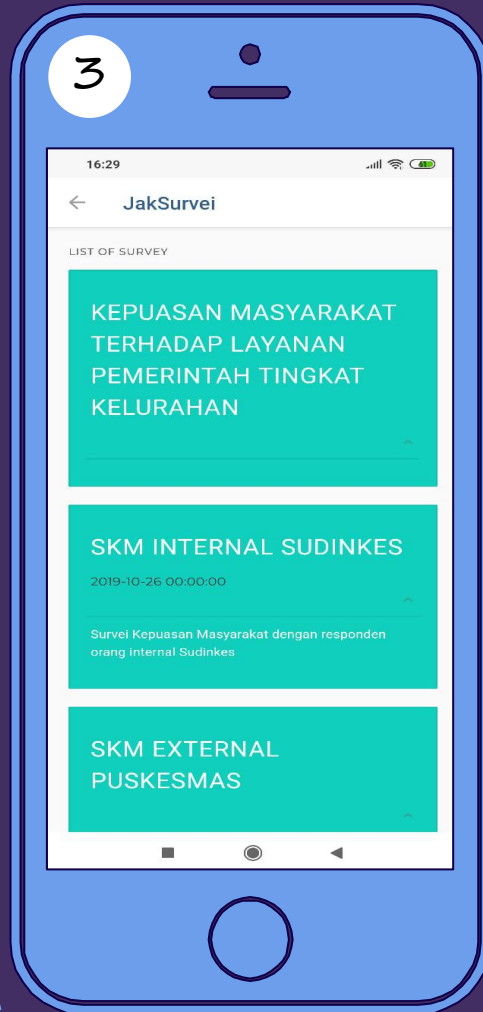 3
16:29
61
JakSurvei
LIST OF SURVEY
KEPUASAN MASYARAKAT
TERHADAP LAYANAN
PEMERINTAH TINGKAT
KELURAHAN
SKM INTERNAL SUDINKES
2019-10-26 00:00:00
Survei Kepuasan Masyarakat dengan responden
orang internal Sudinkes
SKM EXTERNAL
PUSKESMAS